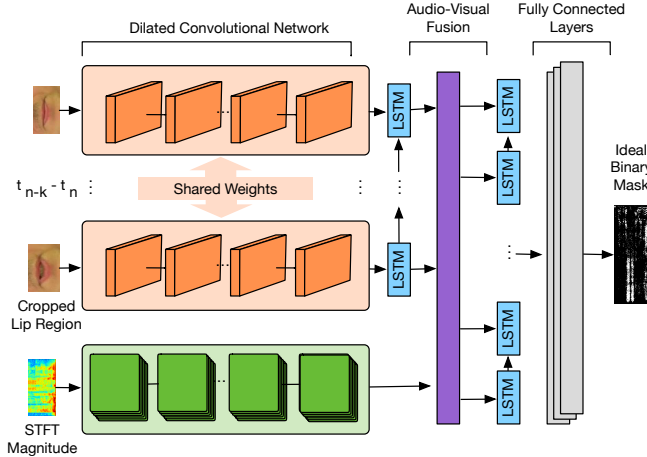 Dilated Convolutional Network
Audio-Visual
Fusion
Fully Connected
Layers
LSTM
LSTM
LSTM
Ideal
Binary
Mask
t n-k - t n
Shared Weights
LSTM
Cropped
Lip Region
LSTM
LSTM
STFT
Magnitude